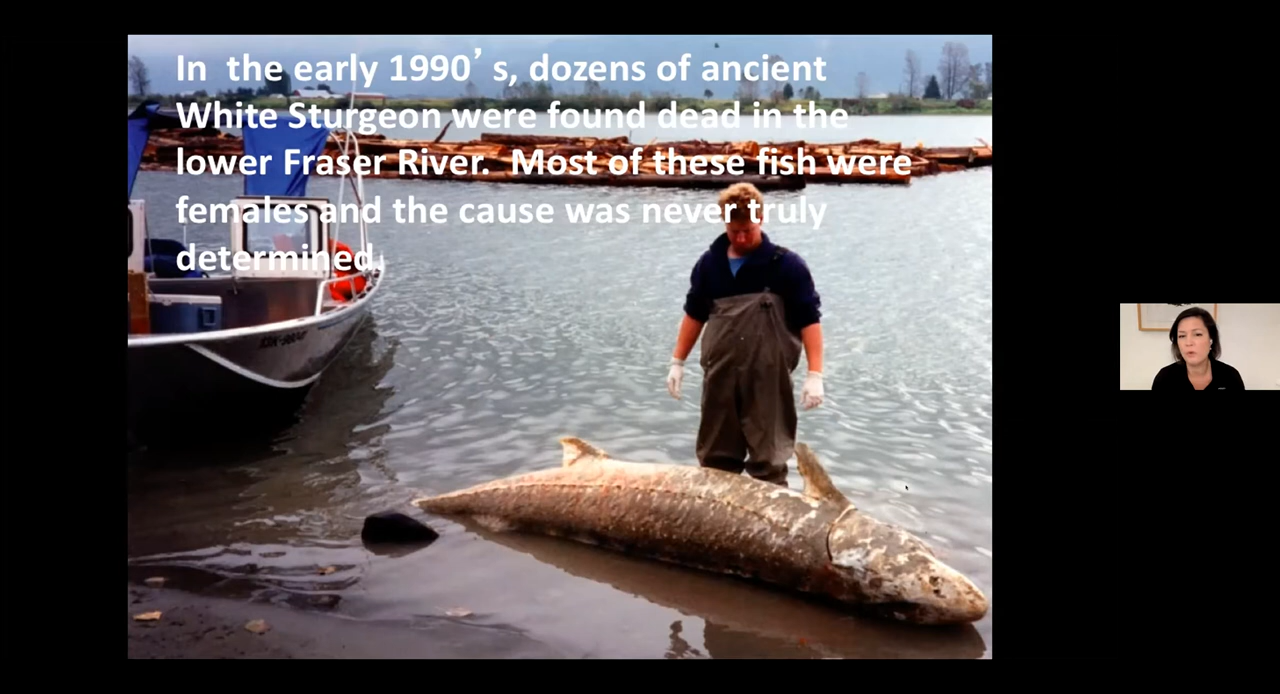 In  the early 1990’s, dozens of ancient
White Sturgeon were found dead in the
lower Fraser River.  Most of these fish were
females and the cause was never truly
determined.